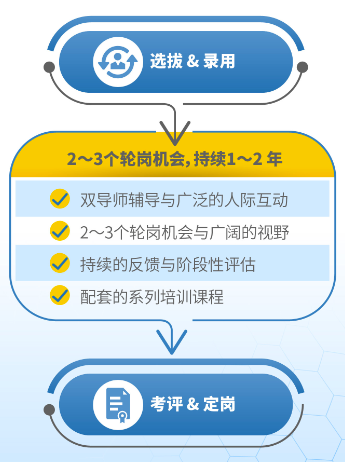 选拔 & 录用
2～3个轮岗机会, 持续1～2 年
双导师辅导与广泛的人际互动
2～3个轮岗机会与广阔的视野
持续的反馈与阶段性评估
配套的系列培训课程
考评 & 定岗